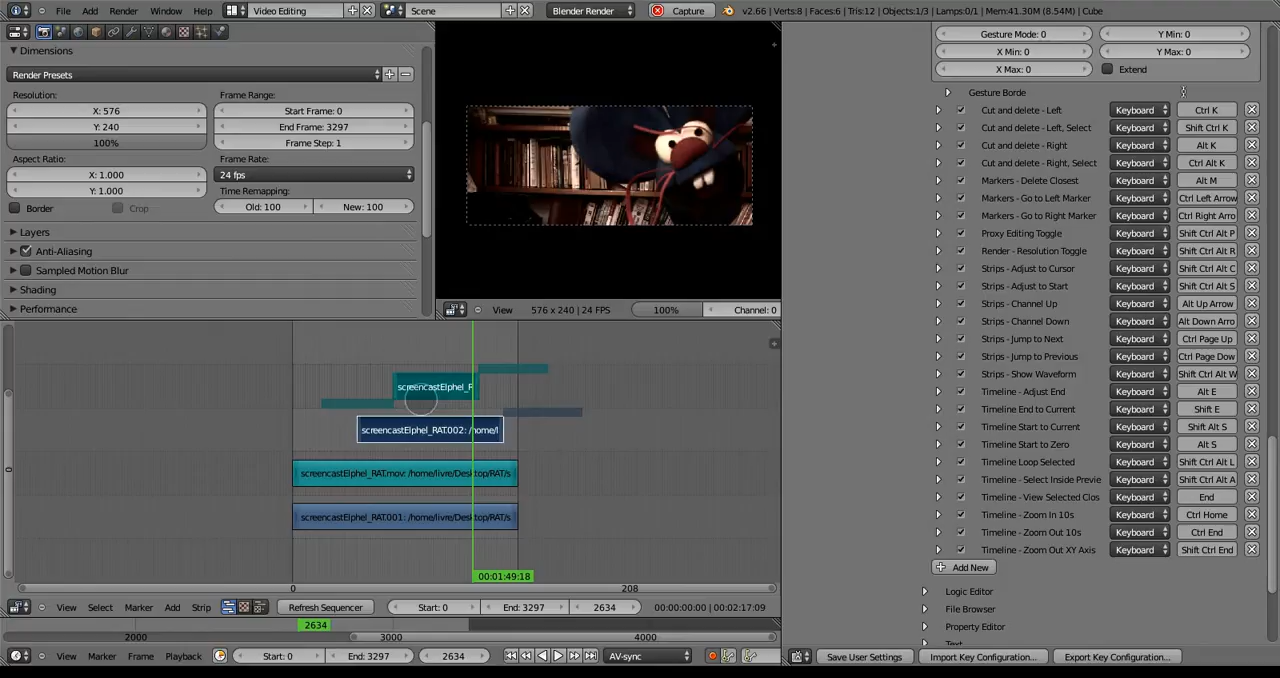 File Add Render Window Help Video Editing Scene Blender Render Capture v2.66 | Verts:8 | Faces:6 | Tris:12 | Objects:1/3 | Lamps:0/1 | Mem:41.30M (8.54M) | Cube
Dimensions
Render Presets
Resolution:
X: 576
Y: 240
100%
Aspect Ratio:
X: 1.000
Y: 1.000
Border
Crop
Frame Range:
Start Frame: 0
End Frame: 3297
Frame Step: 1
Frame Rate:
24 fps
Time Remapping:
Old: 100
New: 100
Layers
Anti-Aliasing
Sampled Motion Blur
Shading
Performance
View 576 x 240 | 24 FPS 100% Channel: 0
screencastElphel_R
screencastElphel_RAT.002: /home/l
screencastElphel_RAT.mov: /home/livre/Desktop/RAT/s
screencastElphel_RAT.001: /home/livre/Desktop/RAT/s
00:01:49:18
0
0 208
View Select Marker Add Strip Refresh Sequencer Start: 0 End: 3297 2634 00:00:00:00 | 00:02:17:09
2634
2000 3000 4000
View Marker Frame Playback Start: 0 End: 3297 2634 AV-sync
Gesture Mode: 0 Y Min: 0
X Min: 0 Y Max: 0
X Max: 0 Extend
Gesture Borde
Cut and delete - Left Keyboard Ctrl K
Cut and delete - Left, Select Keyboard Shift Ctrl K
Cut and delete - Right Keyboard Alt K
Cut and delete - Right, Select Keyboard Ctrl Alt K
Markers - Delete Closest Keyboard Alt M
Markers - Go to Left Marker Keyboard Ctrl Left Arrow
Markers - Go to Right Marker Keyboard Ctrl Right Arro
Proxy Editing Toggle Keyboard Shift Ctrl Alt P
Render - Resolution Toggle Keyboard Shift Ctrl Alt R
Strips - Adjust to Cursor Keyboard Shift Ctrl Alt C
Strips - Adjust to Start Keyboard Shift Ctrl Alt S
Strips - Channel Up Keyboard Alt Up Arrow
Strips - Channel Down Keyboard Alt Down Arro
Strips - Jump to Next Keyboard Ctrl Page Up
Strips - Jump to Previous Keyboard Ctrl Page Dow
Strips - Show Waveform Keyboard Shift Ctrl Alt W
Timeline - Adjust End Keyboard Alt E
Timeline End to Current Keyboard Shift E
Timeline Start to Current Keyboard Shift Alt S
Timeline Start to Zero Keyboard Alt S
Timeline Loop Selected Keyboard Shift Ctrl Alt L
Timeline - Select Inside Previe Keyboard Shift Ctrl Alt A
Timeline - View Selected Clos Keyboard End
Timeline - Zoom In 10s Keyboard Ctrl Home
Timeline - Zoom Out 10s Keyboard Ctrl End
Timeline - Zoom Out XY Axis Keyboard Shift Ctrl End
Add New
Logic Editor
File Browser
Property Editor
Text
Save User Settings Import Key Configuration... Export Key Configuration...